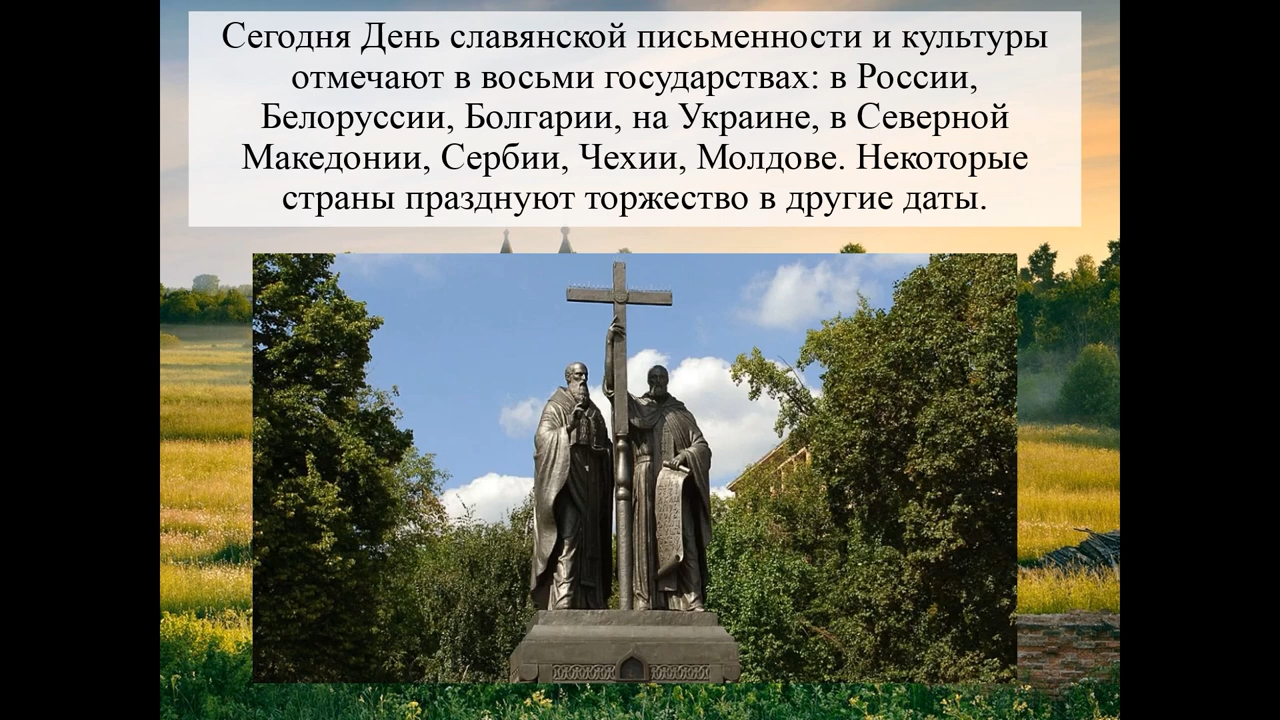 Сегодня День славянской письменности и культуры
отмечают в восьми государствах: в России,
Белоруссии, Болгарии, на Украине, в Северной
Македонии, Сербии, Чехии, Молдове. Некоторые
страны празднуют торжество в другие даты.